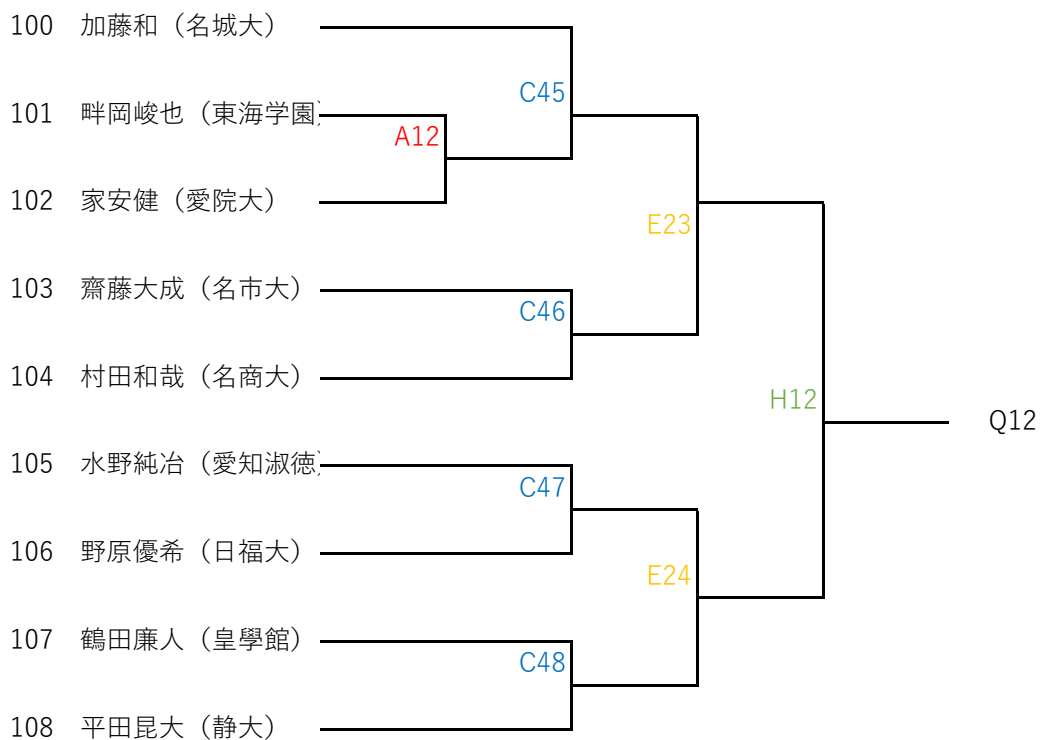 100 加藤和（名城大）
C45
101 畔岡峻也（東海学園）
A12
102 家安健（愛院大）
E23
103 齋藤大成（名市大）
C46
104 村田和哉（名商大）
H12
Q12
105 水野純冶（愛知淑徳）
C47
106 野原優希（日福大）
E24
107 鶴田廉人（皇學館）
C48
108 平田昆大（静大）